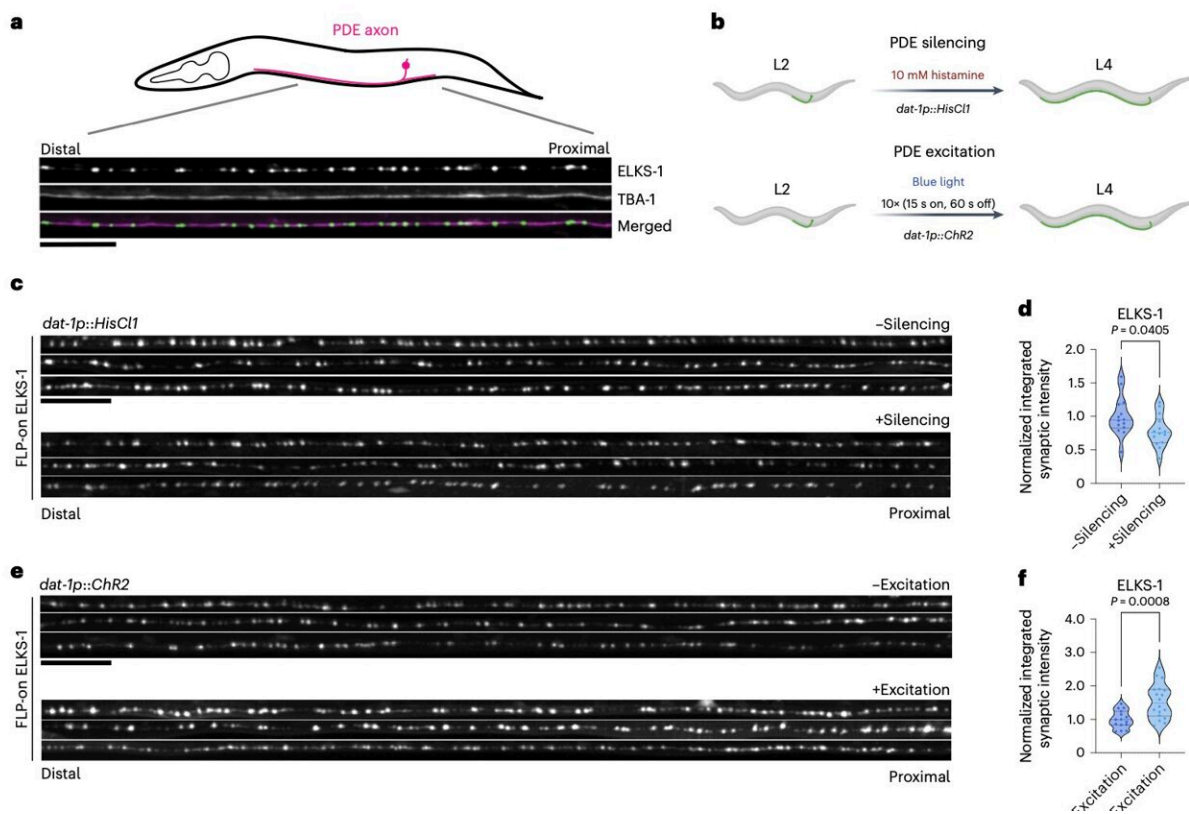 a
PDE axon
Distal
Proximal
ELKS-1
TBA-1
Merged
b
PDE silencing
L2
10 mM histamine
dat-1p::HisCl1
L4
PDE excitation
L2
Blue light
10× (15 s on, 60 s off)
dat-1p::ChR2
L4
c
dat-1p::HisCl1
–Silencing
FLP-on ELKS-1
+Silencing
Distal
Proximal
d
ELKS-1
P = 0.0405
Normalized integrated
synaptic intensity
2.0
1.5
1.0
0.5
0
–Silencing
+Silencing
e
dat-1p::ChR2
–Excitation
FLP-on ELKS-1
+Excitation
Distal
Proximal
f
ELKS-1
P = 0.0008
Normalized integrated
synaptic intensity
4.0
3.0
2.0
1.0
0
Excitation
Excitation